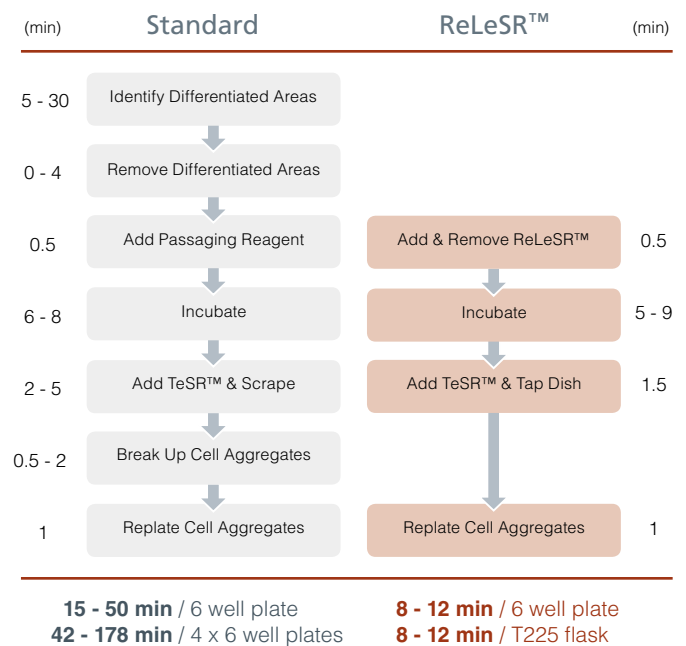 (min) Standard ReLeSR™ (min)
5 - 30 Identify Differentiated Areas
0 - 4 Remove Differentiated Areas
0.5 Add Passaging Reagent Add & Remove ReLeSR™ 0.5
6 - 8 Incubate Incubate 5 - 9
2 - 5 Add TeSR™ & Scrape Add TeSR™ & Tap Dish 1.5
0.5 - 2 Break Up Cell Aggregates
1 Replate Cell Aggregates Replate Cell Aggregates 1
15 - 50 min / 6 well plate 8 - 12 min / 6 well plate
42 - 178 min / 4 x 6 well plates 8 - 12 min / T225 flask